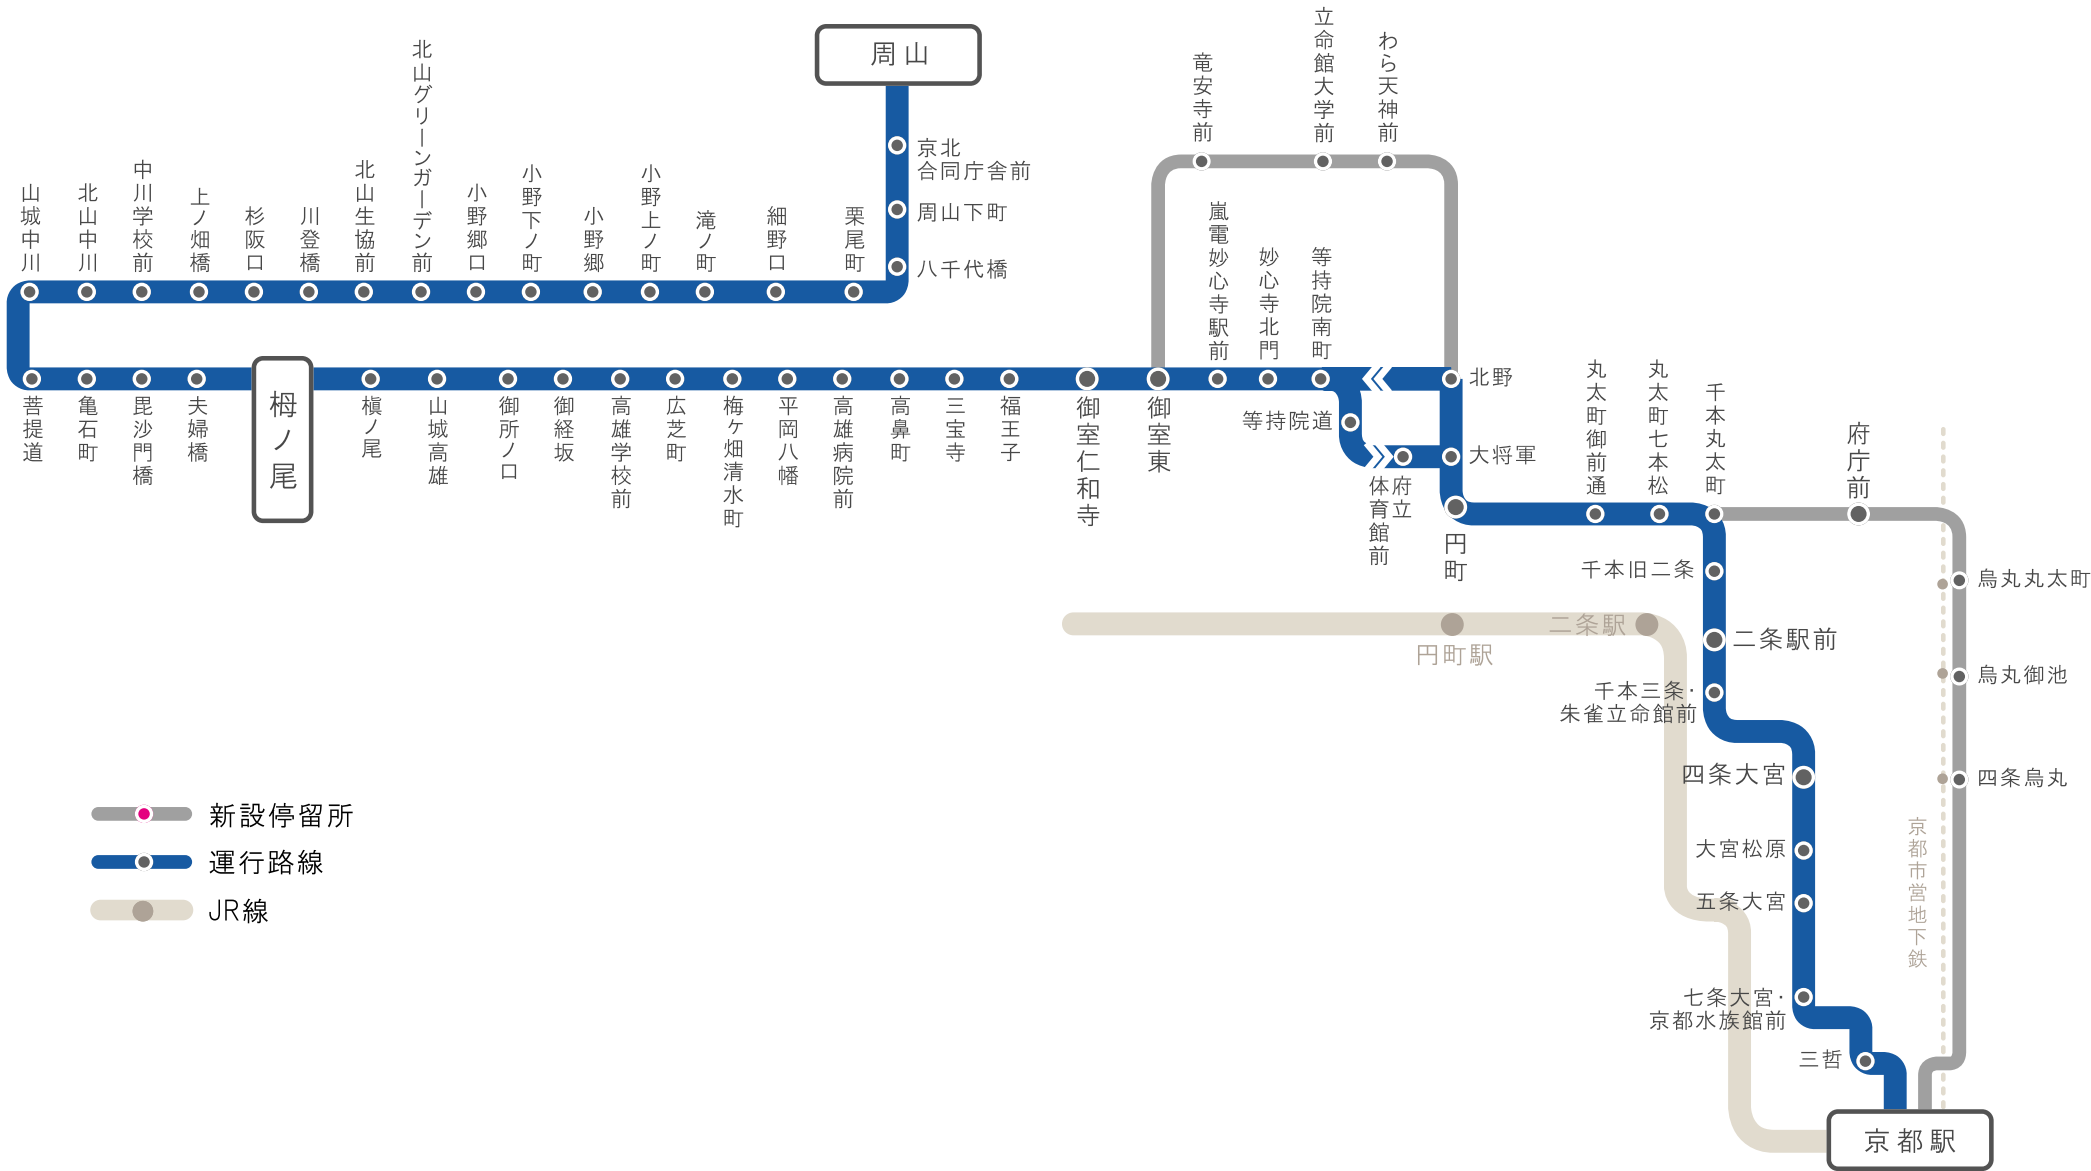 周山
京北
合同庁舎前
周山下町
八千代橋
山城中川
北山中川
中川学校前
上ノ畑橋
杉阪口
川登橋
北山生協前
北山グリーンガーデン前
小野郷口
小野下ノ町
小野郷
小野上ノ町
滝ノ町
細野口
栗尾町
竜安寺前
立命館大学前
わら天神前
菩提道
亀石町
毘沙門橋
夫婦橋
栂ノ尾
槇ノ尾
山城高雄
御所ノ口
御経坂
高雄学校前
広芝町
梅ヶ畑清水町
平岡八幡
高雄病院前
高鼻町
三宝寺
福王子
御室仁和寺
御室東
嵐電妙心寺駅前
妙心寺北門
等持院南町
等持院道
府立
体育館前
北野
大将軍
円町
丸太町御前通
丸太町七本松
千本丸太町
府庁前
千本旧二条
二条駅前
二条駅
円町駅
千本三条・
朱雀立命館前
四条大宮
大宮松原
五条大宮
七条大宮・
京都水族館前
三哲
烏丸丸太町
烏丸御池
四条烏丸
京都市営地下鉄
京都駅
新設停留所
運行路線
JR線